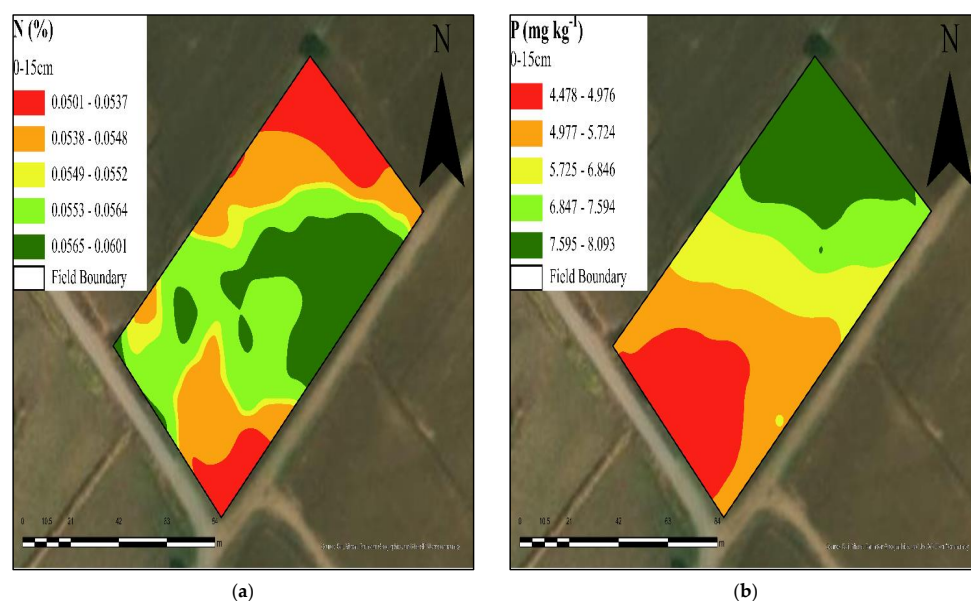 N (%)
0-15cm
0.0501 - 0.0537
0.0538 - 0.0548
0.0549 - 0.0552
0.0553 - 0.0564
0.0565 - 0.0601
Field Boundary
N
0 10.5 21 42 63 84
m
(a)
P (mg kg⁻¹)
0-15cm
4.478 - 4.976
4.977 - 5.724
5.725 - 6.846
6.847 - 7.594
7.595 - 8.093
Field Boundary
N
0 10.5 21 42 63 84
m
(b)